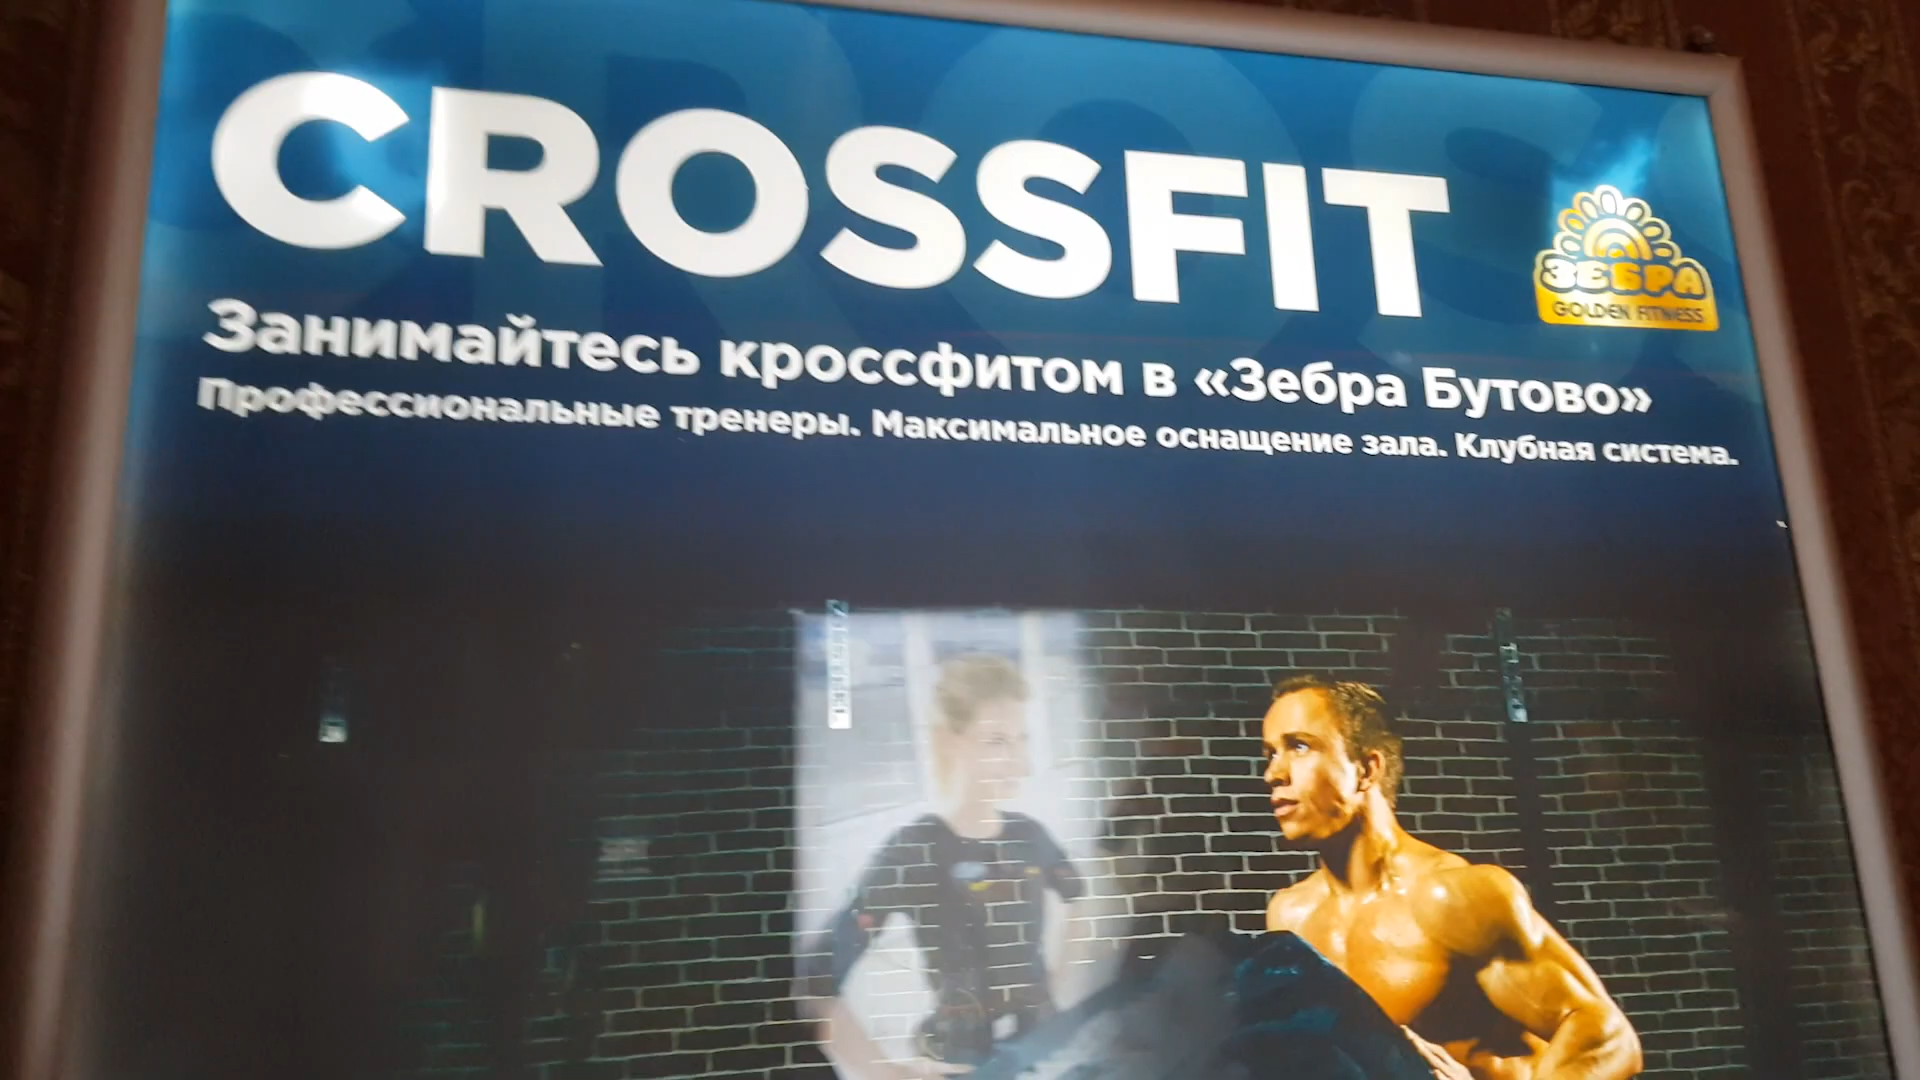 CROSSFIT
ЗЕБРА
GOLDEN FITNESS
Занимайтесь кроссфитом в «Зебра Бутово»
Профессиональные тренеры. Максимальное оснащение зала. Клубная система.